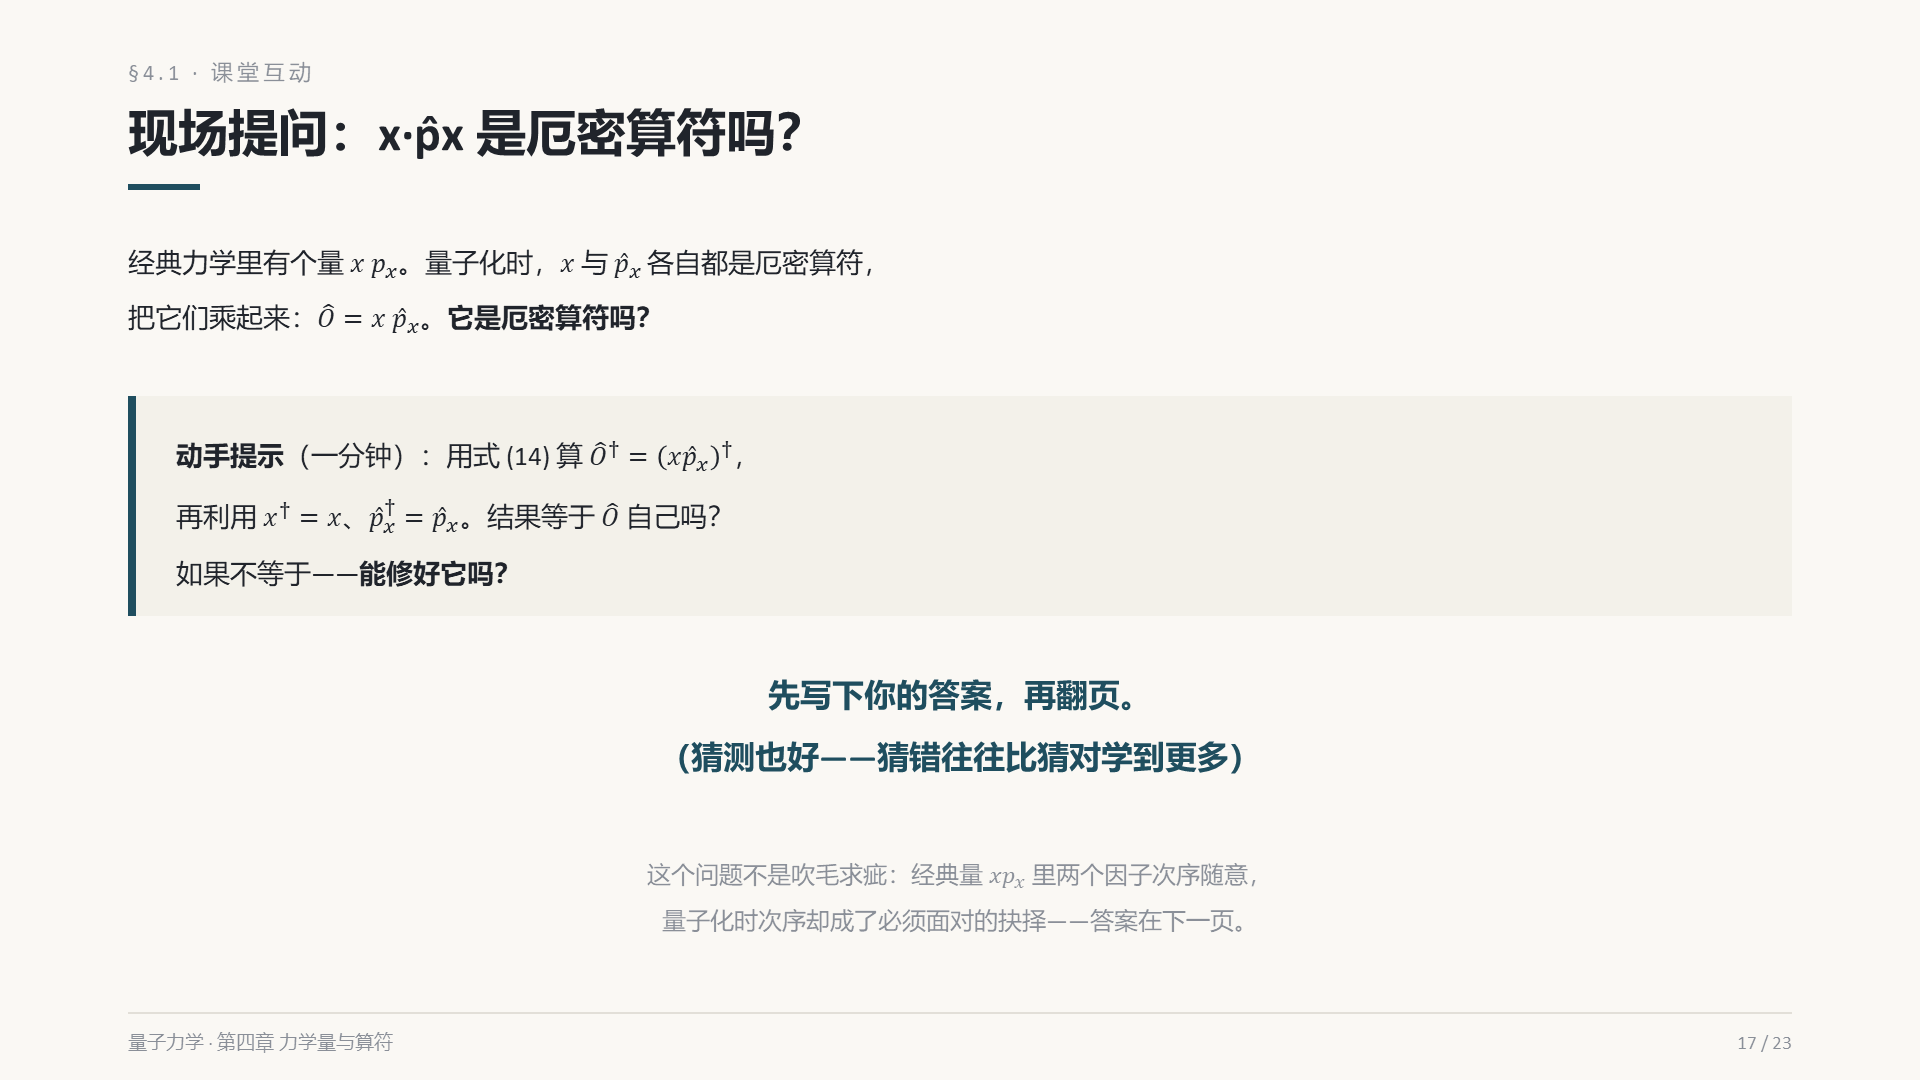 §4.1 · 课堂互动
现场提问：x·p̂x 是厄密算符吗？
经典力学里有个量 x pₓ。量子化时，x 与 p̂ₓ 各自都是厄密算符，
把它们乘起来：Ô = x p̂ₓ。它是厄密算符吗？
动手提示（一分钟）：用式 (14) 算 Ô† = (xp̂ₓ)†，
再利用 x† = x、p̂ₓ† = p̂ₓ。结果等于 Ô 自己吗？
如果不等于——能修好它吗？
先写下你的答案，再翻页。
（猜测也好——猜错往往比猜对学到更多）
这个问题不是吹毛求疵：经典量 xpₓ 里两个因子次序随意，
量子化时次序却成了必须面对的抉择——答案在下一页。
量子力学 · 第四章 力学量与算符
17 / 23